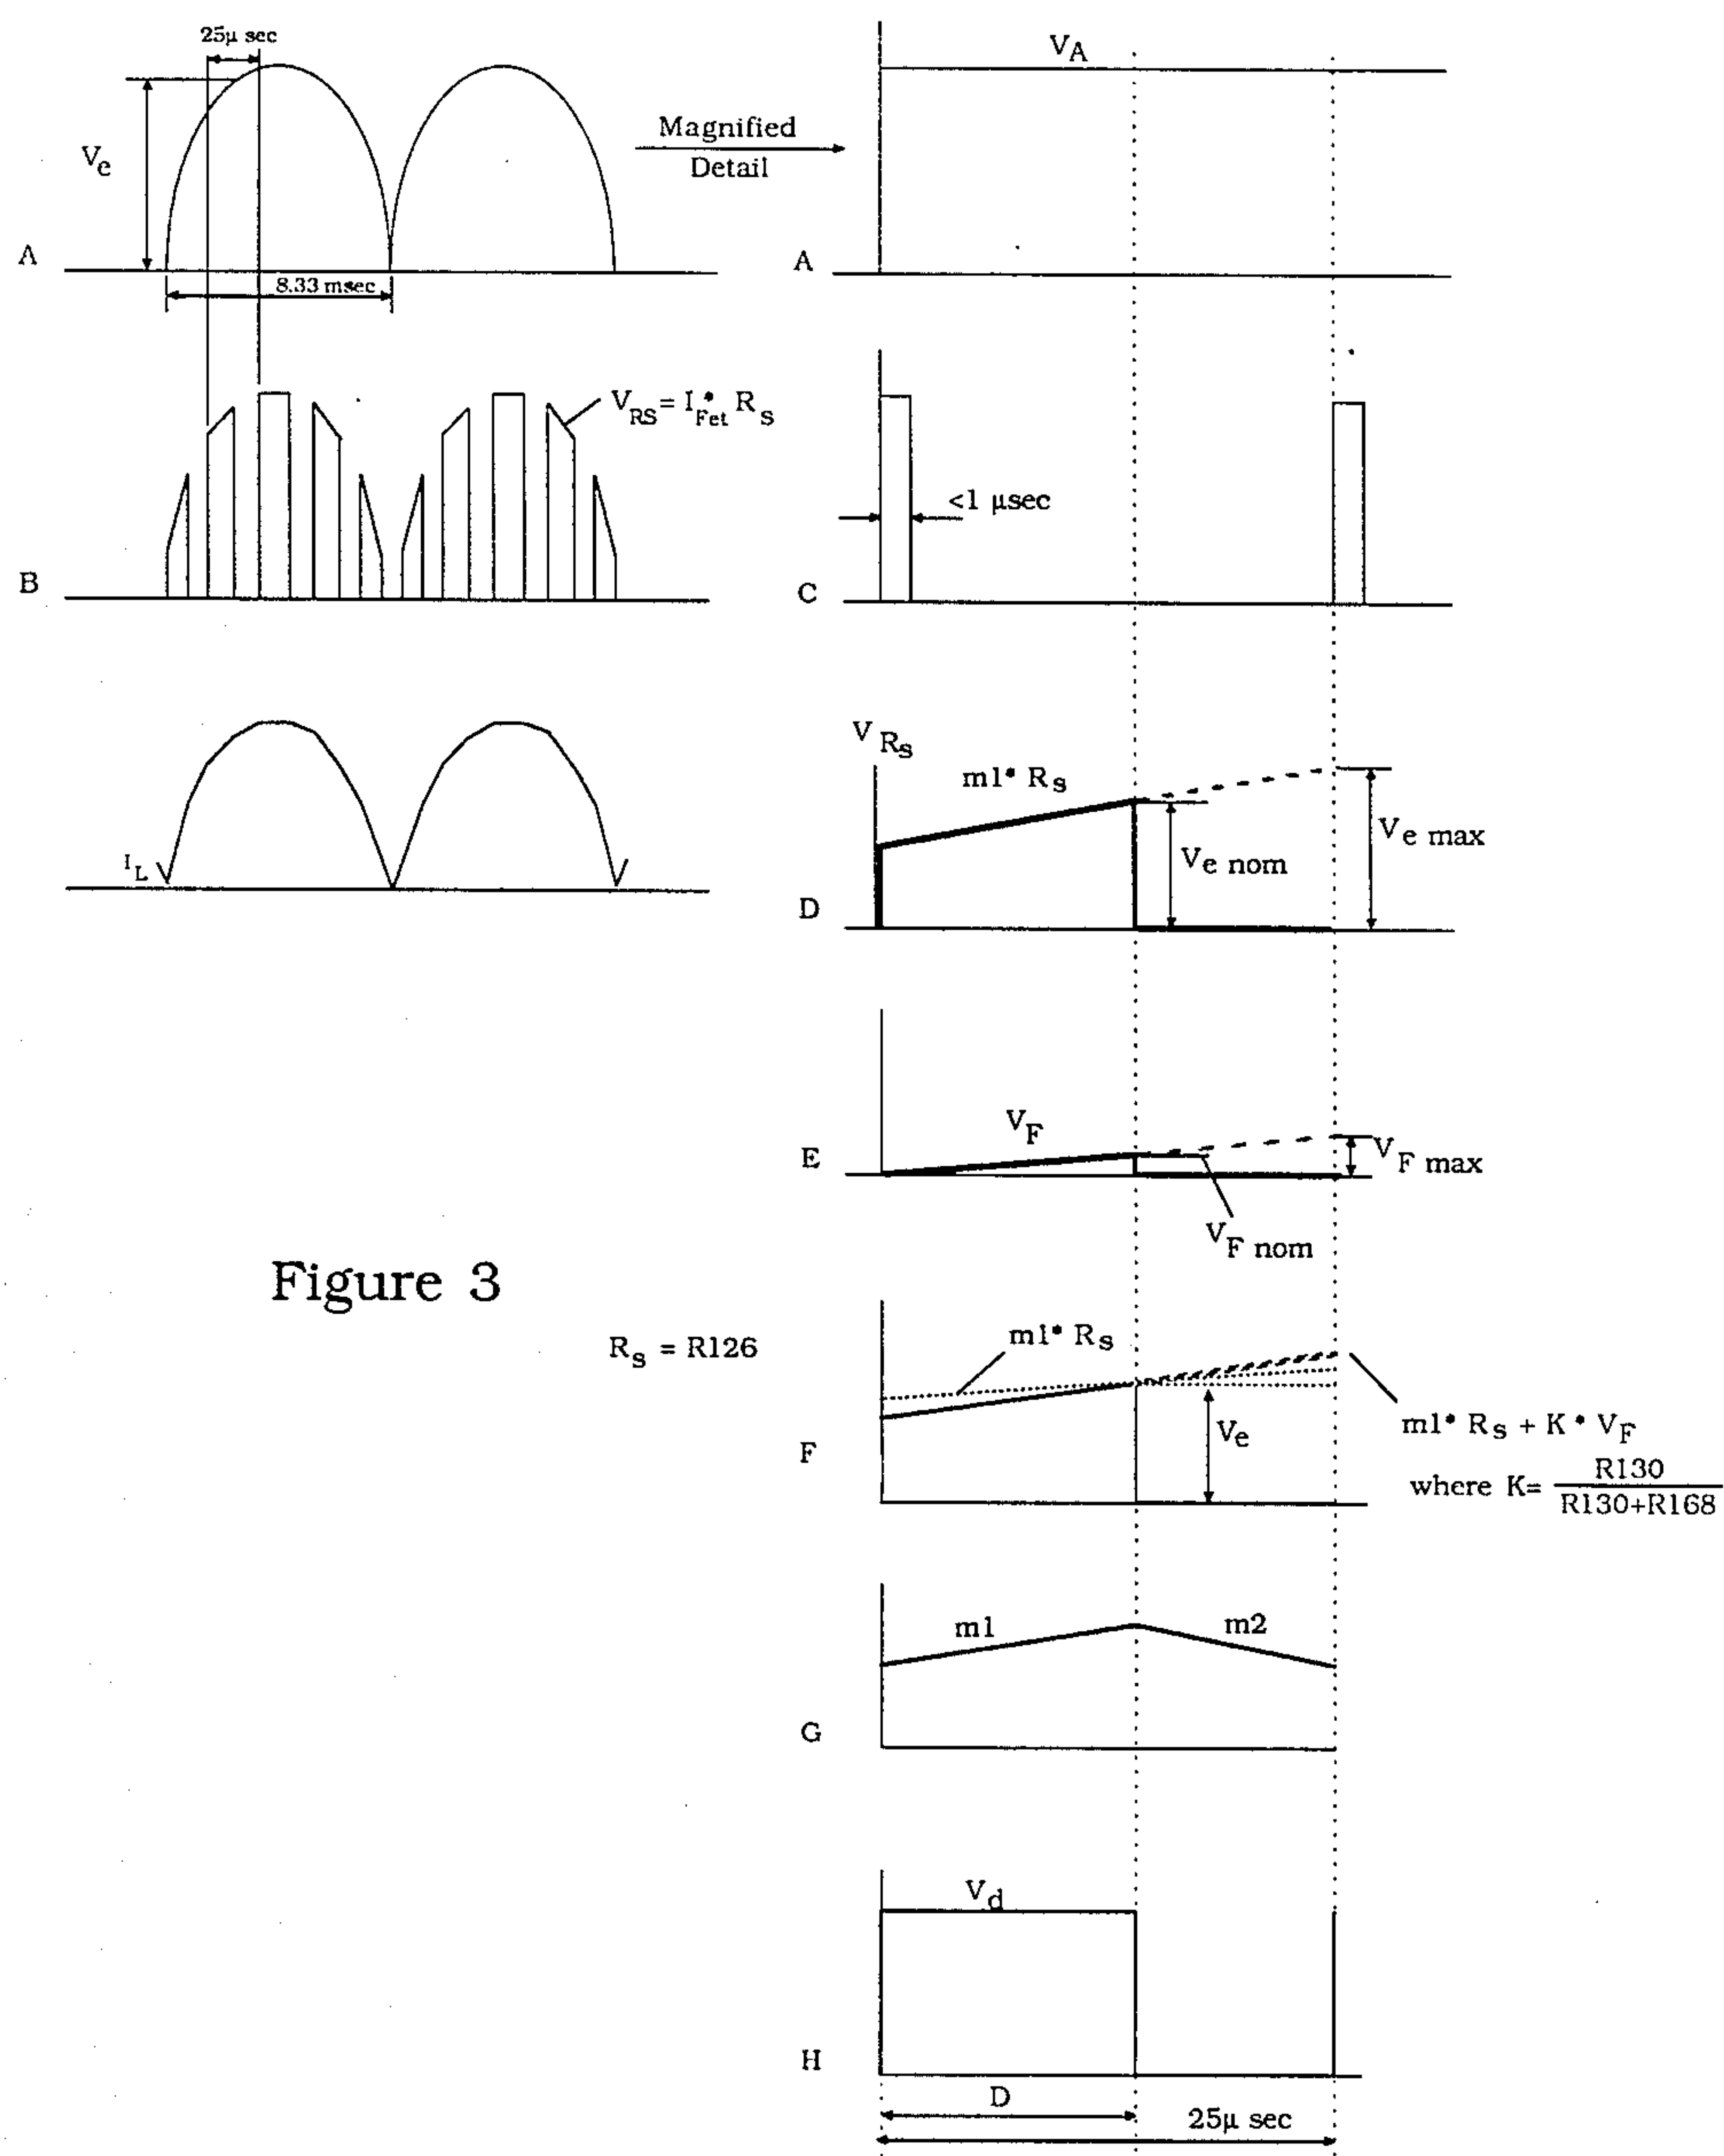 25μ sec
Ve
A
8.33 msec
Magnified
Detail
VA
A
B
VRS = IFet* Rs
<1 μsec
C
IL
V Rs
m1* Rs
Ve nom
Ve max
D
E
VF
VF max
VF nom
Figure 3
Rs = R126
m1* Rs
Ve
F
m1* Rs + K * VF
where K= R130
R130+R168
m1
m2
G
Vd
H
D
25μ sec